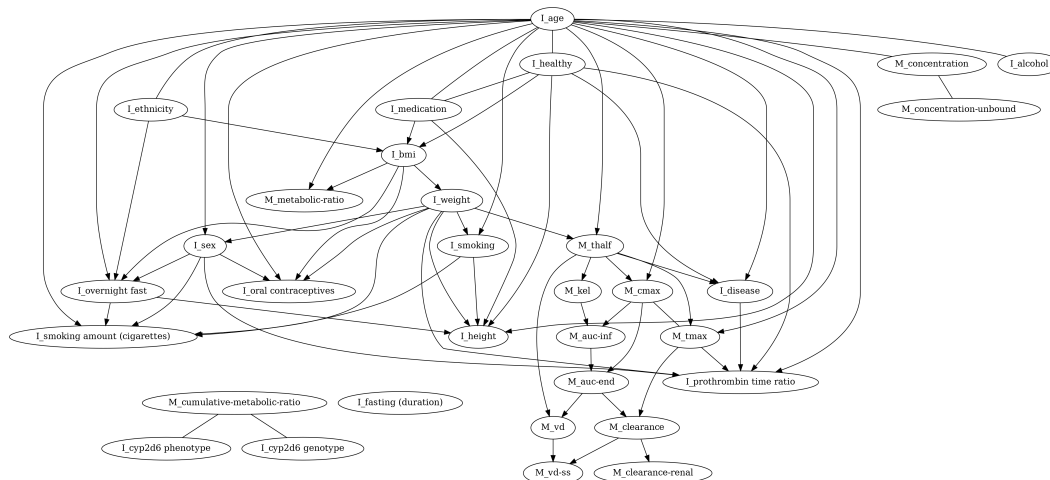 I_age
I_healthy
M_concentration
I_alcohol
I_ethnicity
I_medication
M_concentration-unbound
I_bmi
M_metabolic-ratio
I_weight
I_sex
I_smoking
M_thalf
I_overnight fast
I_oral contraceptives
M_kel
M_cmax
I_disease
I_smoking amount (cigarettes)
I_height
M_auc-inf
M_tmax
M_auc-end
I_prothrombin time ratio
M_cumulative-metabolic-ratio
I_fasting (duration)
M_vd
M_clearance
I_cyp2d6 phenotype
I_cyp2d6 genotype
M_vd-ss
M_clearance-renal